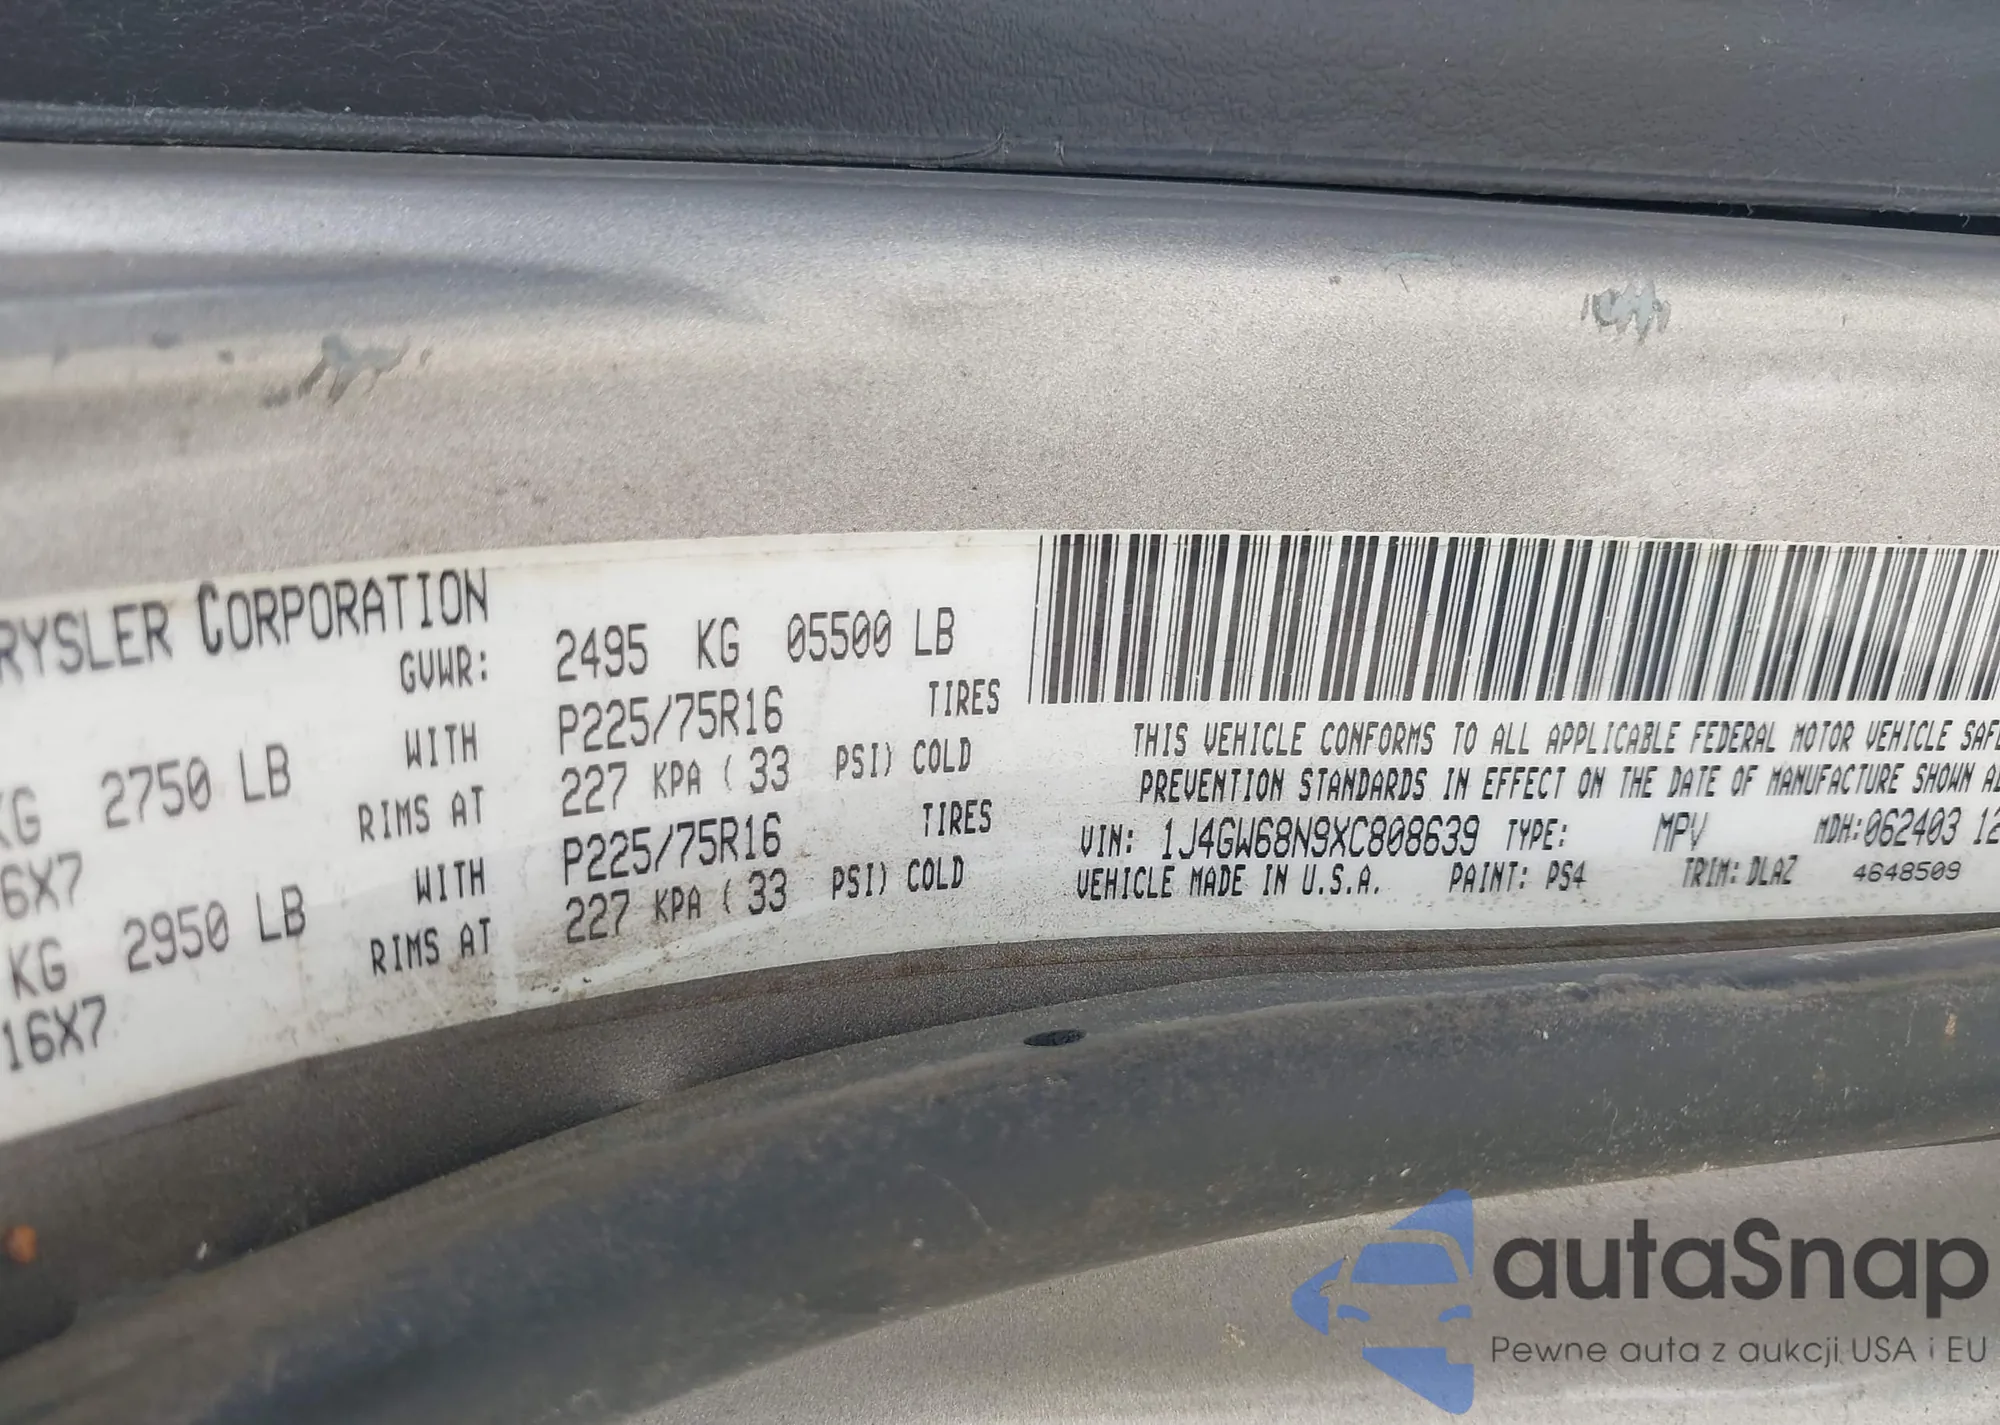 RYSLER CORPORATION
GVWR: 2495 KG 05500 LB
KG 2750 LB WITH P225/75R16 TIRES
6X7 RIMS AT 227 KPA ( 33 PSI) COLD
KG 2950 LB WITH P225/75R16 TIRES
16X7 RIMS AT 227 KPA ( 33 PSI) COLD
THIS VEHICLE CONFORMS TO ALL APPLICABLE FEDERAL MOTOR VEHICLE SAFE
PREVENTION STANDARDS IN EFFECT ON THE DATE OF MANUFACTURE SHOWN AB
VIN: 1J4GW68N9XC808639 TYPE: MPV MDH:062403 12
VEHICLE MADE IN U.S.A. PAINT: PS4 TRIM: DLAZ 4648509
autaSnap
Pewne auta z aukcji USA i EU